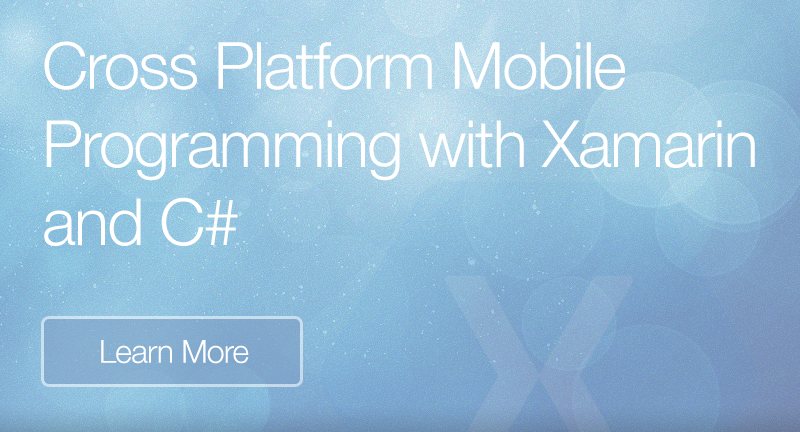 Cross Platform Mobile
Programming with Xamarin
and C#
Learn More
X